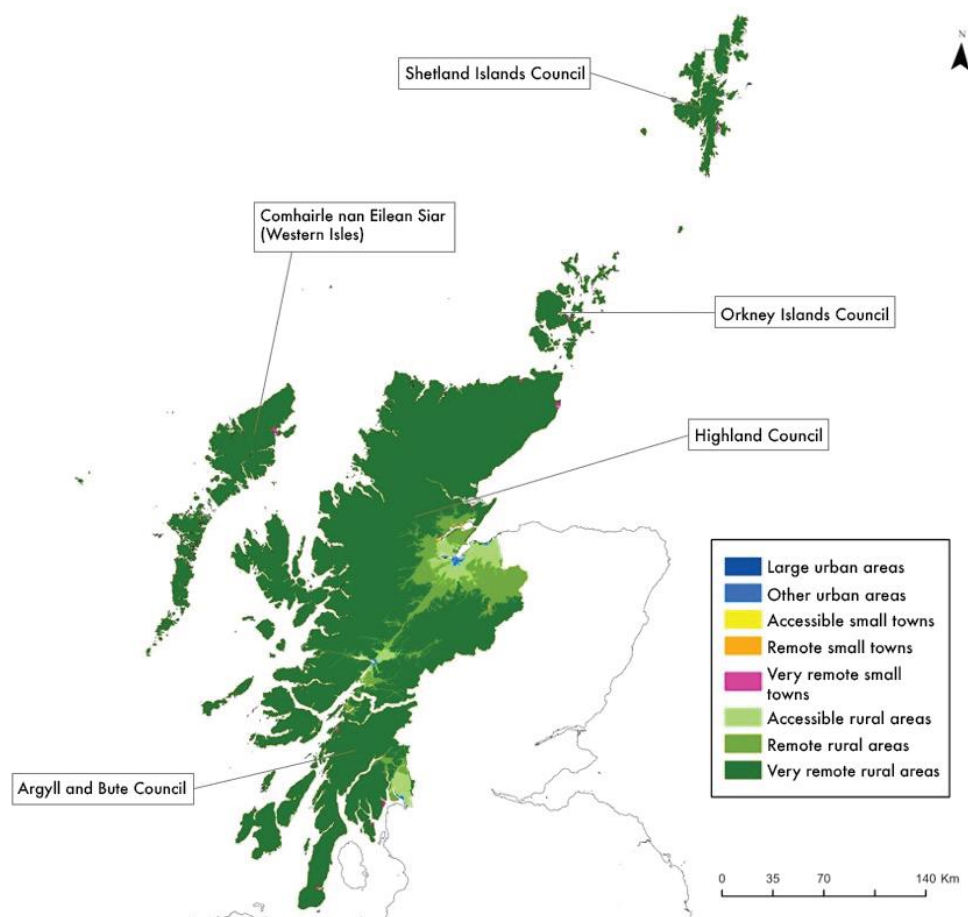 N
Shetland Islands Council
Comhairle nan Eilean Siar
(Western Isles)
Orkney Islands Council
Highland Council
Argyll and Bute Council
Large urban areas
Other urban areas
Accessible small towns
Remote small towns
Very remote small
towns
Accessible rural areas
Remote rural areas
Very remote rural areas
0 35 70 140 Km